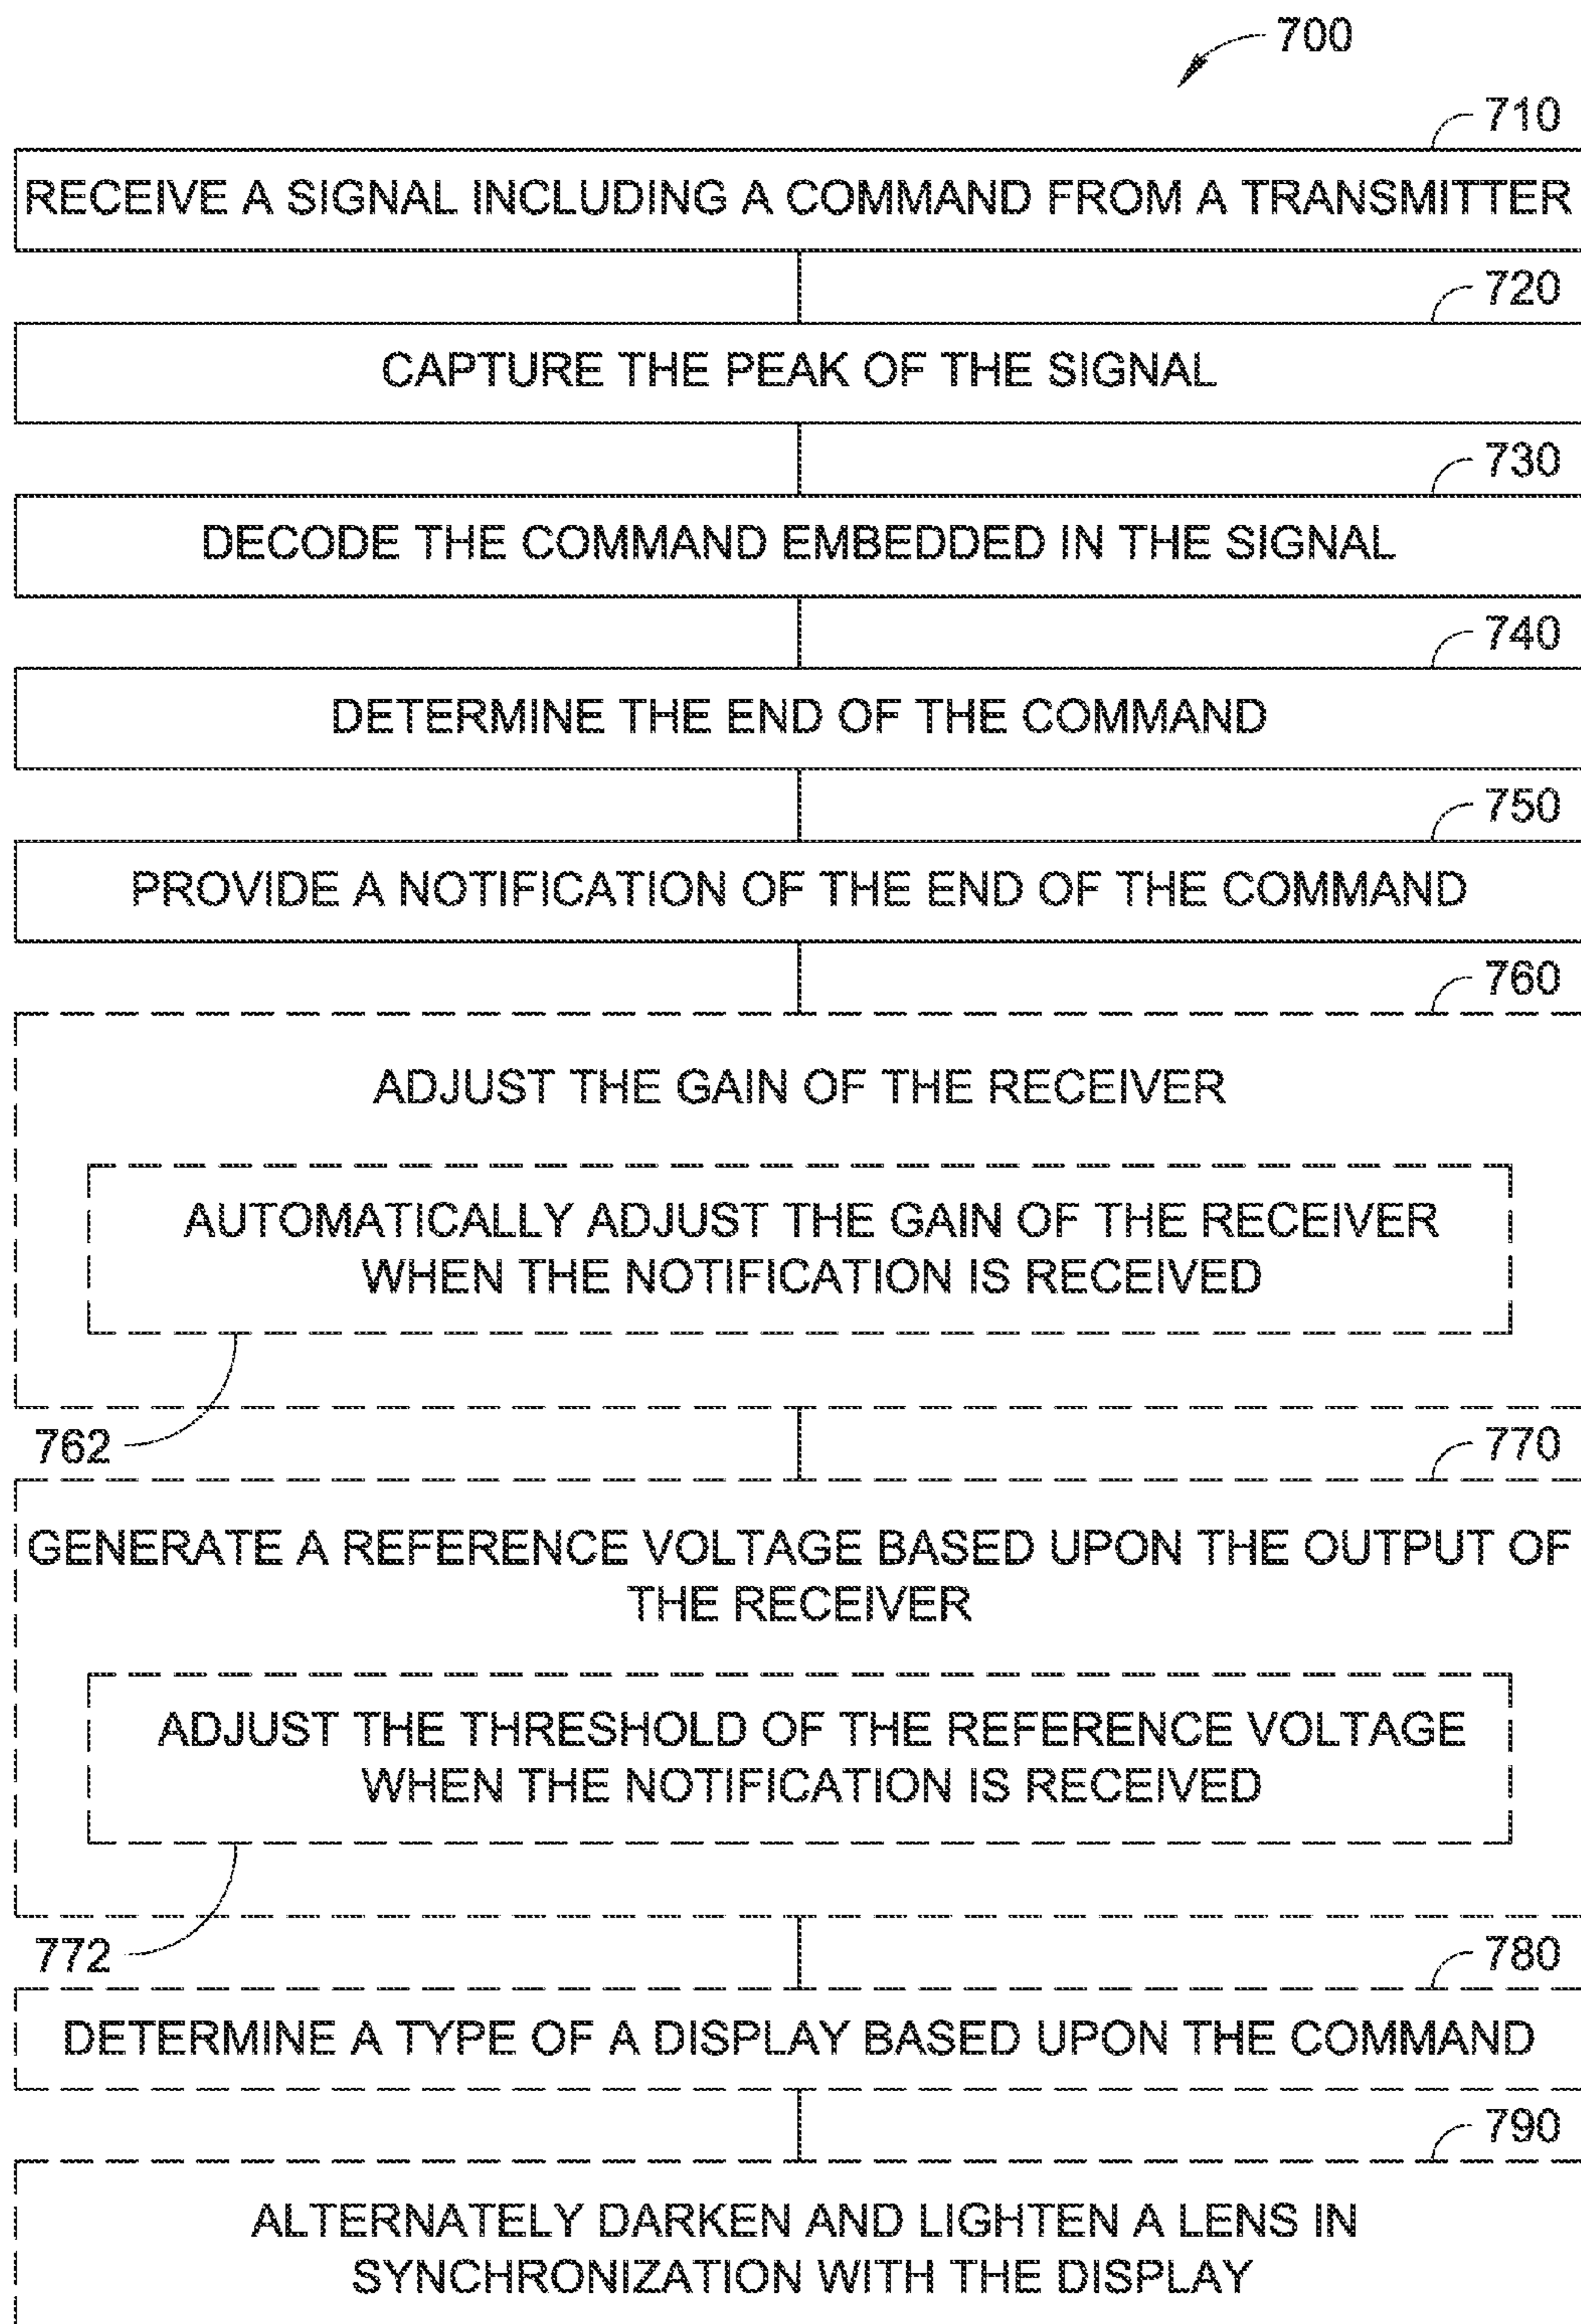 700
710
RECEIVE A SIGNAL INCLUDING A COMMAND FROM A TRANSMITTER
720
CAPTURE THE PEAK OF THE SIGNAL
730
DECODE THE COMMAND EMBEDDED IN THE SIGNAL
740
DETERMINE THE END OF THE COMMAND
750
PROVIDE A NOTIFICATION OF THE END OF THE COMMAND
760
ADJUST THE GAIN OF THE RECEIVER
AUTOMATICALLY ADJUST THE GAIN OF THE RECEIVER
WHEN THE NOTIFICATION IS RECEIVED
762
770
GENERATE A REFERENCE VOLTAGE BASED UPON THE OUTPUT OF
THE RECEIVER
ADJUST THE THRESHOLD OF THE REFERENCE VOLTAGE
WHEN THE NOTIFICATION IS RECEIVED
772
780
DETERMINE A TYPE OF A DISPLAY BASED UPON THE COMMAND
790
ALTERNATELY DARKEN AND LIGHTEN A LENS IN
SYNCHRONIZATION WITH THE DISPLAY